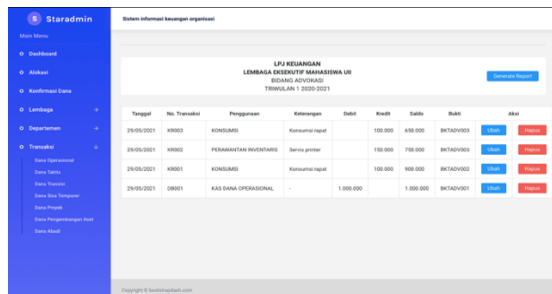 S Staradmin
Sistem informasi keuangan organisasi
Main Menu
Dashboard
Alokasi
Konfirmasi Dana
Lembaga
Departemen
Transaksi
Dana Operasional
Dana Taktis
Dana Transisi
Dana Sisa Temporer
Dana Proyek
Dana Pengembangan Aset
Dana Abadi
LPJ KEUANGAN
LEMBAGA EKSEKUTIF MAHASISWA UII
BIDANG ADVOKASI
TRIWULAN 1 2020-2021
Generate Report
Tanggal No. Transaksi Penggunaan Keterangan Debit Kredit Saldo Bukti Aksi
29/05/2021 KR003 KONSUMSI Konsumsi rapat 100.000 650.000 BKTADV003 Ubah Hapus
29/05/2021 KR002 PERAWANTAN INVENTARIS Servis printer 150.000 750.000 BKTADV003 Ubah Hapus
29/05/2021 KR001 KONSUMSI Konsumsi rapat 100.000 900.000 BKTADV002 Ubah Hapus
29/05/2021 DB001 KAS DANA OPERASIONAL - 1.000.000 1.000.000 BKTADV001 Ubah Hapus
Copyright © bootstrapdash.com